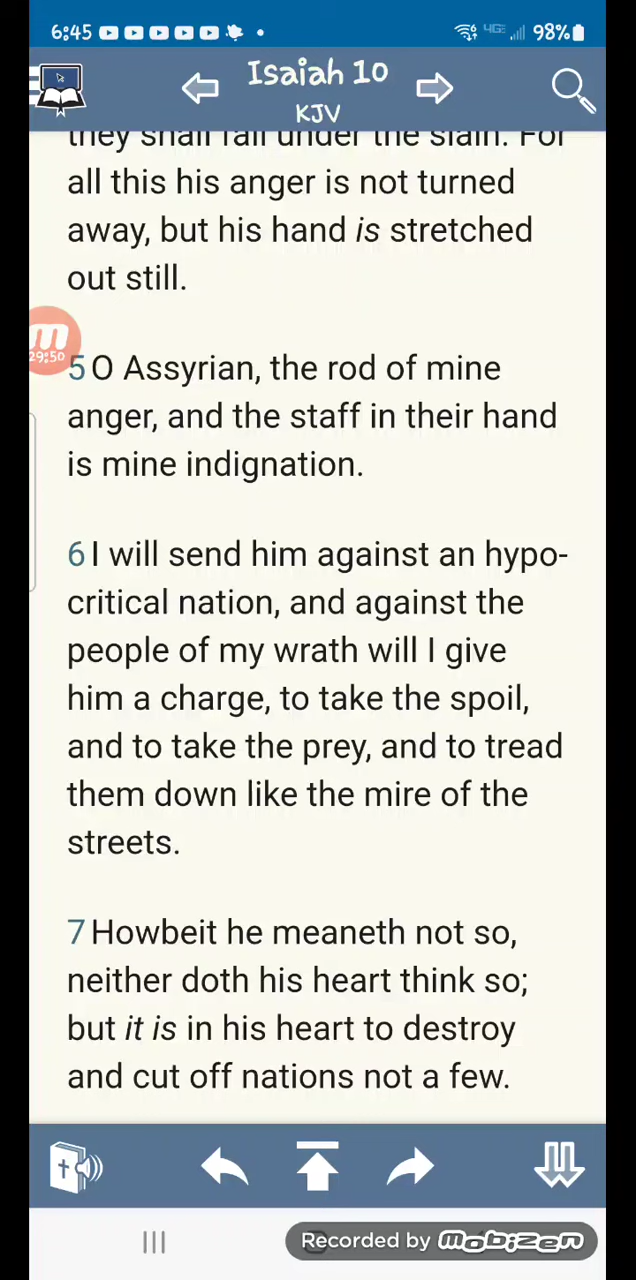 6:45 98%
Isaiah 10
KJV
they shall fall under the slain. For
all this his anger is not turned
away, but his hand is stretched
out still.
29:50
5 O Assyrian, the rod of mine
anger, and the staff in their hand
is mine indignation.
6 I will send him against an hypo-
critical nation, and against the
people of my wrath will I give
him a charge, to take the spoil,
and to take the prey, and to tread
them down like the mire of the
streets.
7 Howbeit he meaneth not so,
neither doth his heart think so;
but it is in his heart to destroy
and cut off nations not a few.
Recorded by mobizen